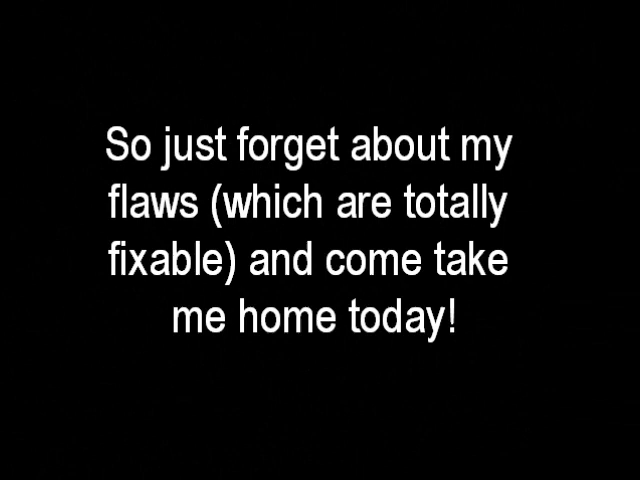 So just forget about my
flaws (which are totally
fixable) and come take
me home today!